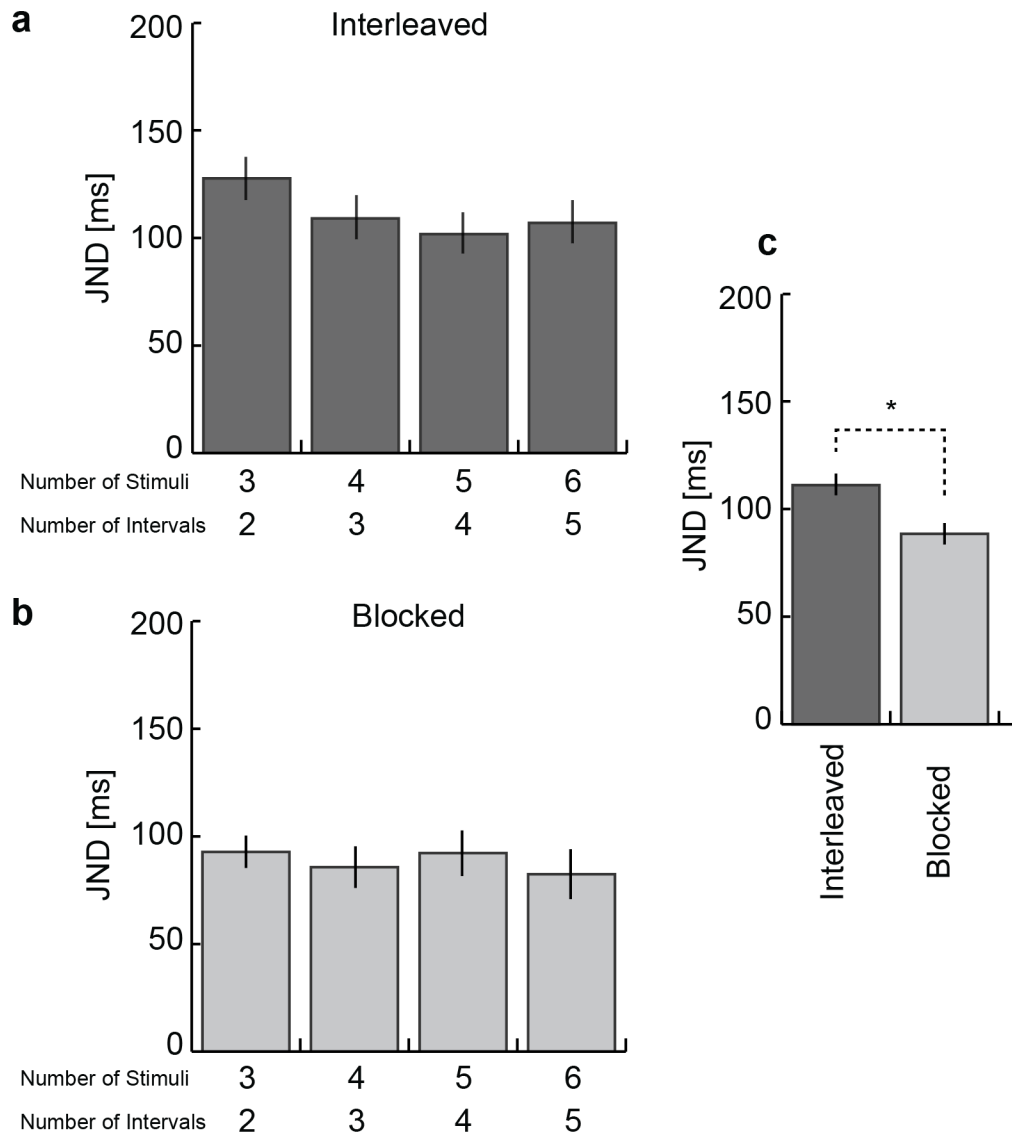 a
Interleaved
200
150
100
50
0
JND [ms]
Number of Stimuli 3 4 5 6
Number of Intervals 2 3 4 5
b
Blocked
200
150
100
50
0
JND [ms]
Number of Stimuli 3 4 5 6
Number of Intervals 2 3 4 5
c
200
150
100
50
0
JND [ms]
*
Interleaved
Blocked